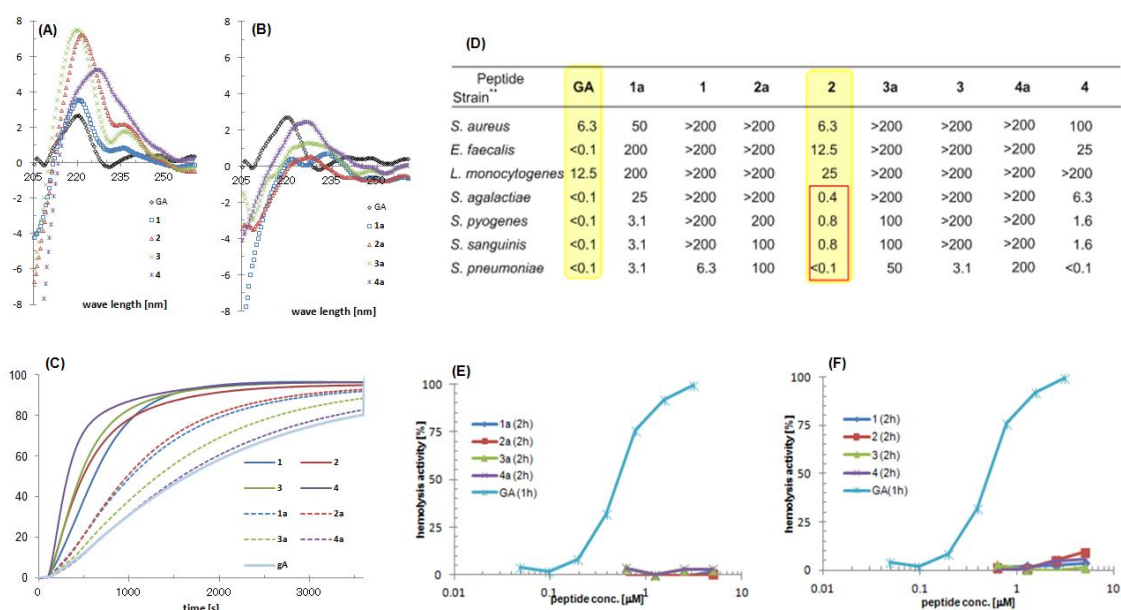 (A)
8
6
4
2
0
-2
-4
-6
-8
205 220 235 250
GA
1
2
3
4
wave length [nm]
(B)
8
6
4
2
0
-2
-4
-6
-8
205 220 235 250
GA
1a
2a
3a
4a
wave length [nm]
(D)
Peptide
Strain** GA 1a 1 2a 2 3a 3 4a 4
S. aureus 6.3 50 >200 >200 6.3 >200 >200 >200 100
E. faecalis <0.1 200 >200 >200 12.5 >200 >200 >200 25
L. monocytogenes 12.5 200 >200 >200 25 >200 >200 >200 >200
S. agalactiae <0.1 25 >200 >200 0.4 >200 >200 >200 6.3
S. pyogenes <0.1 3.1 >200 200 0.8 100 >200 >200 1.6
S. sanguinis <0.1 3.1 >200 100 0.8 100 >200 >200 1.6
S. pneumoniae <0.1 3.1 6.3 100 <0.1 50 3.1 200 <0.1
(C)
100
80
60
40
20
0
1 2
3 4
1a 2a
3a 4a
gA
0 1000 2000 3000
time [s]
(E)
hemolysis activity [%]
100
75
50
25
0
1a (2h)
2a (2h)
3a (2h)
4a (2h)
GA (1h)
0.01 0.1 1 10
peptide conc. [μM]
(F)
hemolysis activity [%]
100
75
50
25
0
1 (2h)
2 (2h)
3 (2h)
4 (2h)
GA(1h)
0.01 0.1 1 10
peptide conc. [μM]